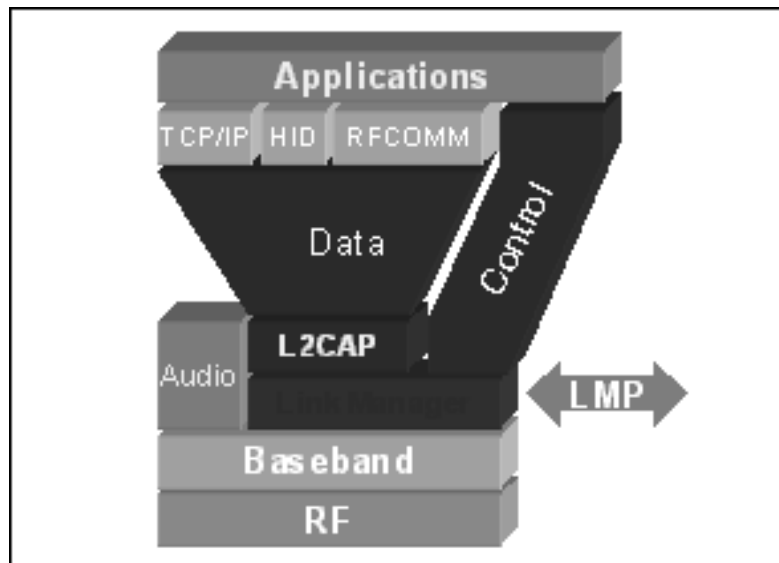 Applications
TCP/IP HID RFCOMM
Data
Control
L2CAP
Audio
Link Manager
LMP
Baseband
RF